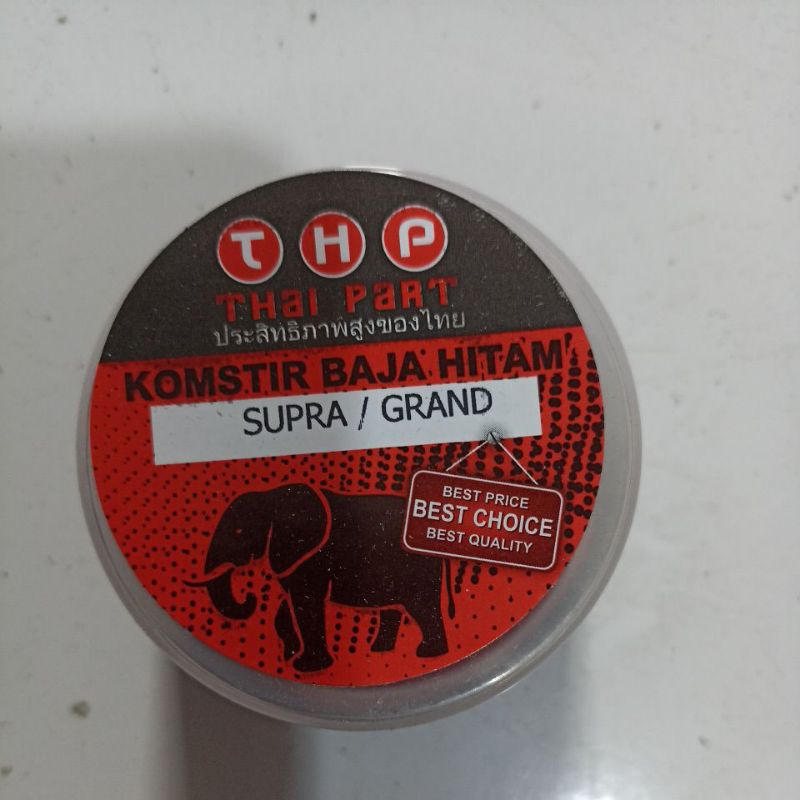 THP
THai PaRT
ประสิทธิภาพสูงของไทย
KOMSTIR BAJA HITAM
SUPRA / GRAND
BEST PRICE
BEST CHOICE
BEST QUALITY